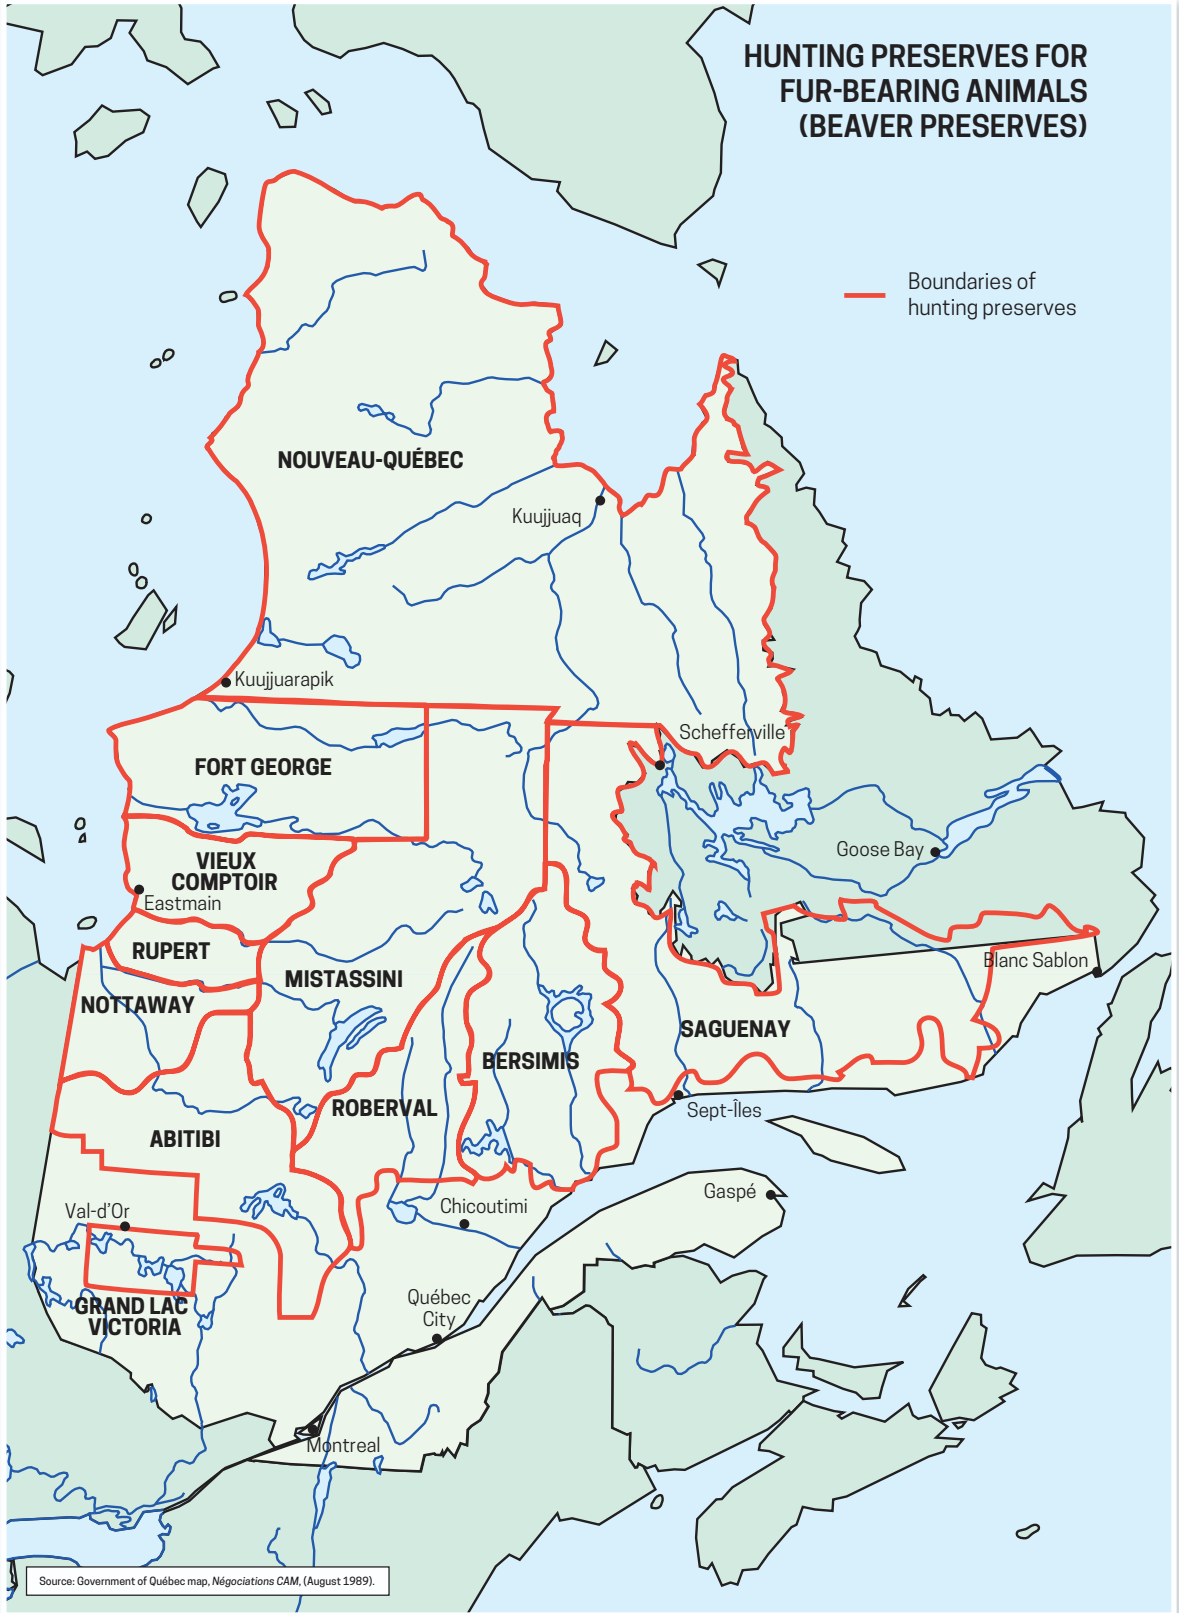 HUNTING PRESERVES FOR
FUR-BEARING ANIMALS
(BEAVER PRESERVES)
Boundaries of
hunting preserves
NOUVEAU-QUÉBEC
Kuujjuaq
Kuujjuarapik
Schefferville
FORT GEORGE
Goose Bay
VIEUX
COMPTOIR
Eastmain
RUPERT
Blanc Sablon
MISTASSINI
NOTTAWAY
SAGUENAY
BERSIMIS
ROBERVAL
Sept-Îles
ABITIBI
Gaspé
Val-d'Or
Chicoutimi
Québec
City
GRAND LAC
VICTORIA
Montreal
Source: Government of Québec map, Négociations CAM, (August 1989).